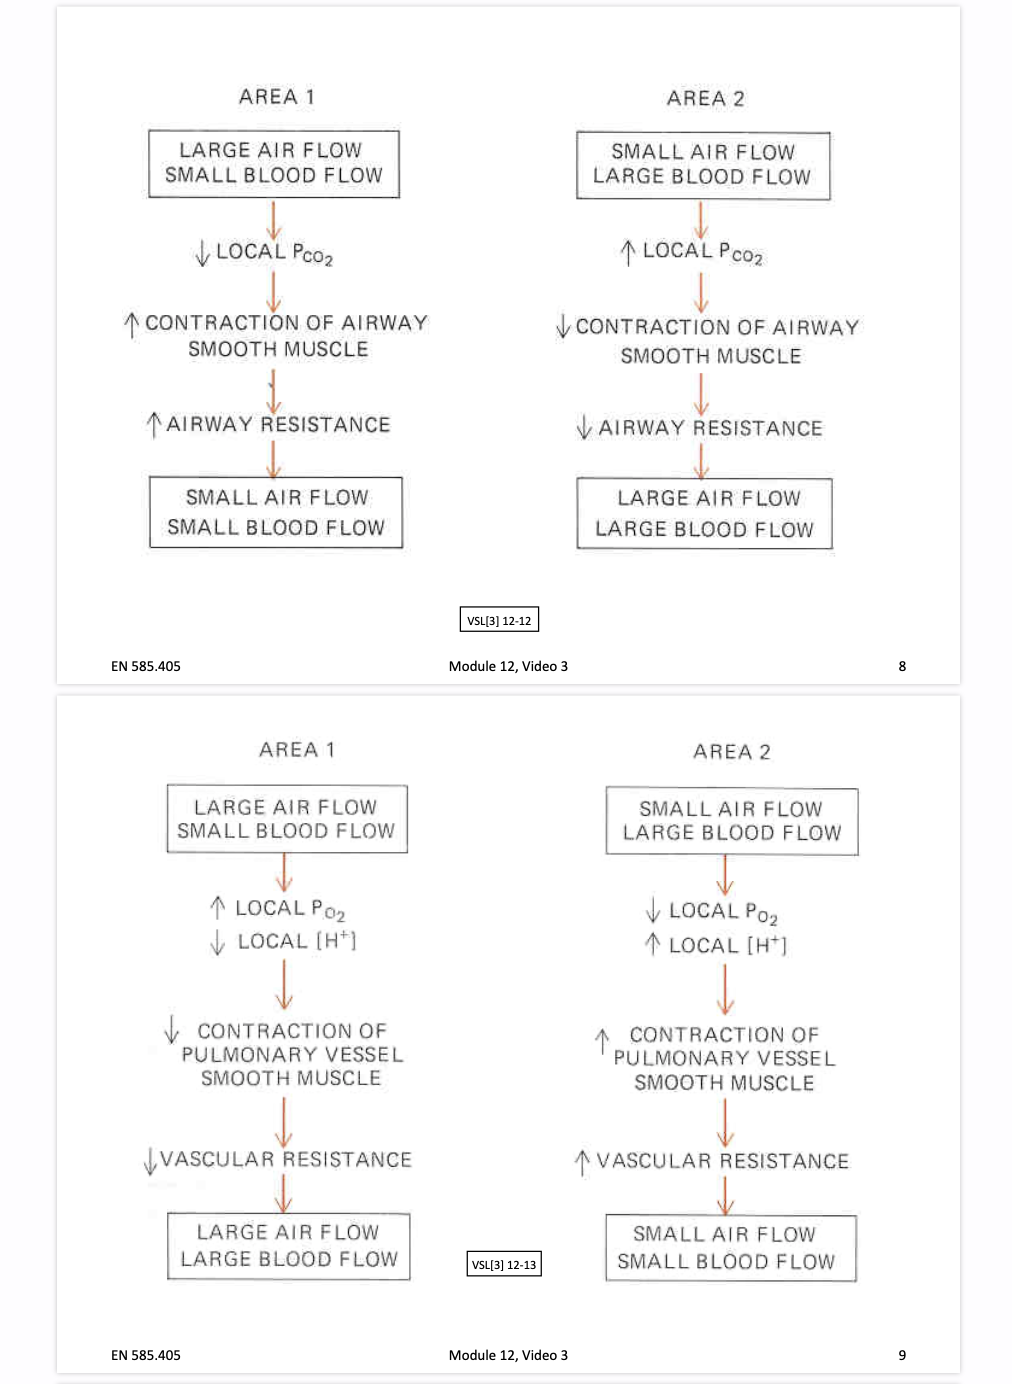 AREA 1
LARGE AIR FLOW
SMALL BLOOD FLOW
↓ LOCAL PCO2
↑ CONTRACTION OF AIRWAY
SMOOTH MUSCLE
↑ AIRWAY RESISTANCE
SMALL AIR FLOW
SMALL BLOOD FLOW
AREA 2
SMALL AIR FLOW
LARGE BLOOD FLOW
↑ LOCAL PCO2
↓ CONTRACTION OF AIRWAY
SMOOTH MUSCLE
↓ AIRWAY RESISTANCE
LARGE AIR FLOW
LARGE BLOOD FLOW
VSL[3] 12-12
EN 585.405
Module 12, Video 3
8
AREA 1
LARGE AIR FLOW
SMALL BLOOD FLOW
↑ LOCAL PO2
↓ LOCAL [H+]
↓ CONTRACTION OF
PULMONARY VESSEL
SMOOTH MUSCLE
↓ VASCULAR RESISTANCE
LARGE AIR FLOW
LARGE BLOOD FLOW
AREA 2
SMALL AIR FLOW
LARGE BLOOD FLOW
↓ LOCAL PO2
↑ LOCAL [H+]
↑ CONTRACTION OF
PULMONARY VESSEL
SMOOTH MUSCLE
↑ VASCULAR RESISTANCE
SMALL AIR FLOW
SMALL BLOOD FLOW
VSL[3] 12-13
EN 585.405
Module 12, Video 3
9